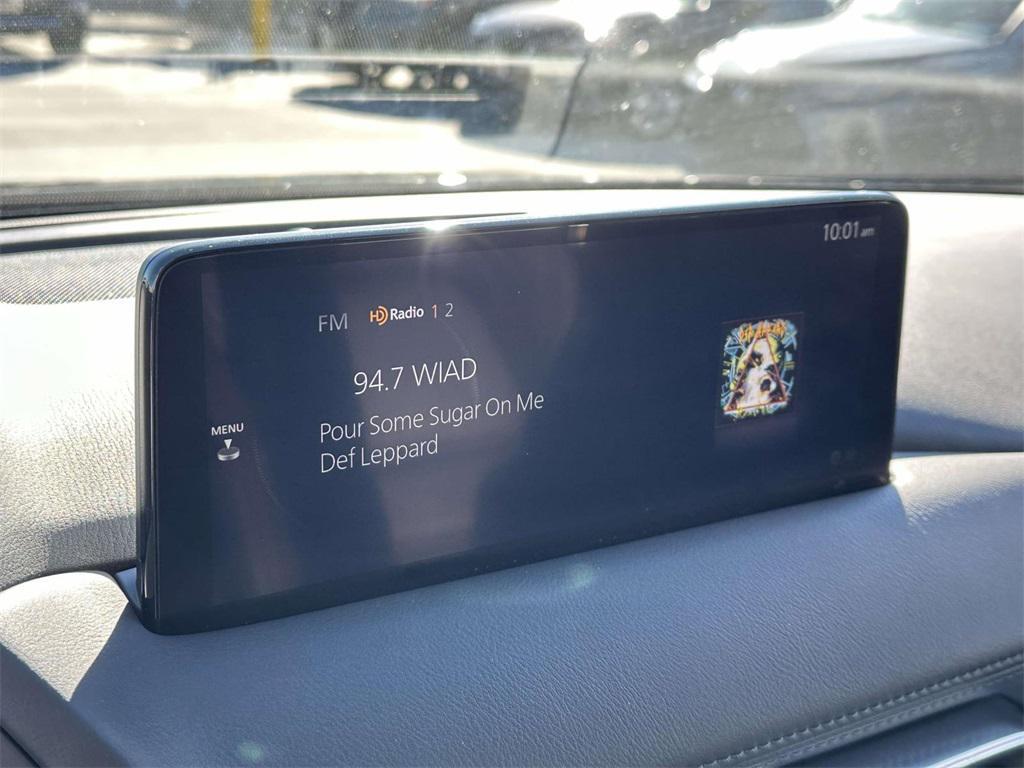 10:01 am
FM HD Radio 1 2
94.7 WIAD
Pour Some Sugar On Me
Def Leppard
MENU